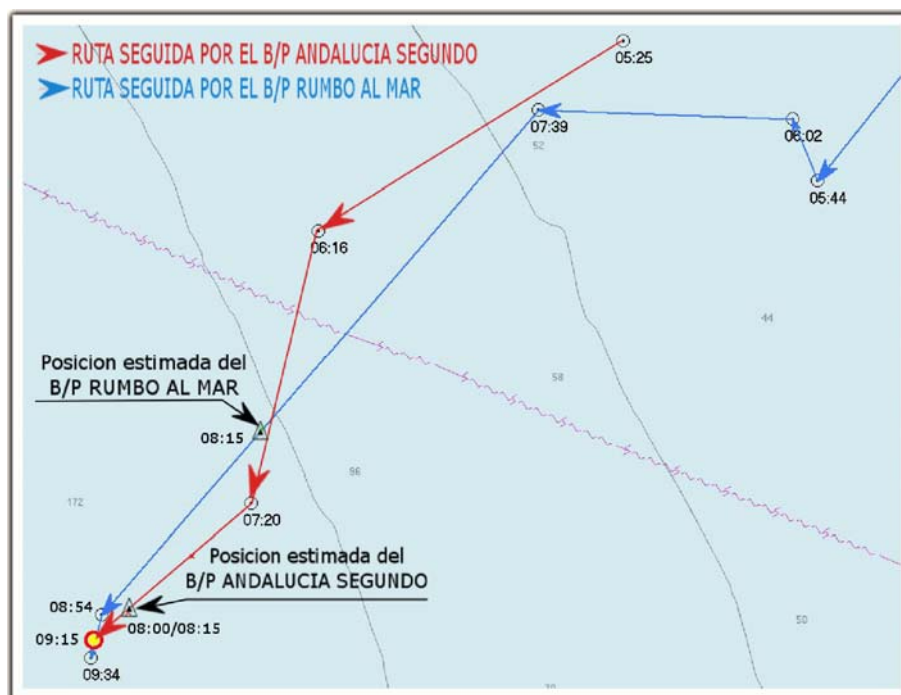 RUTA SEGUIDA POR EL B/P ANDALUCIA SEGUNDO
RUTA SEGUIDA POR EL B/P RUMBO AL MAR
05:25
07:39
06:02
52
05:44
06:16
44
Posicion estimada del
B/P RUMBO AL MAR
58
08:15
96
172
07:20
Posicion estimada del
B/P ANDALUCIA SEGUNDO
08:54
08:00/08:15
50
09:15
09:34